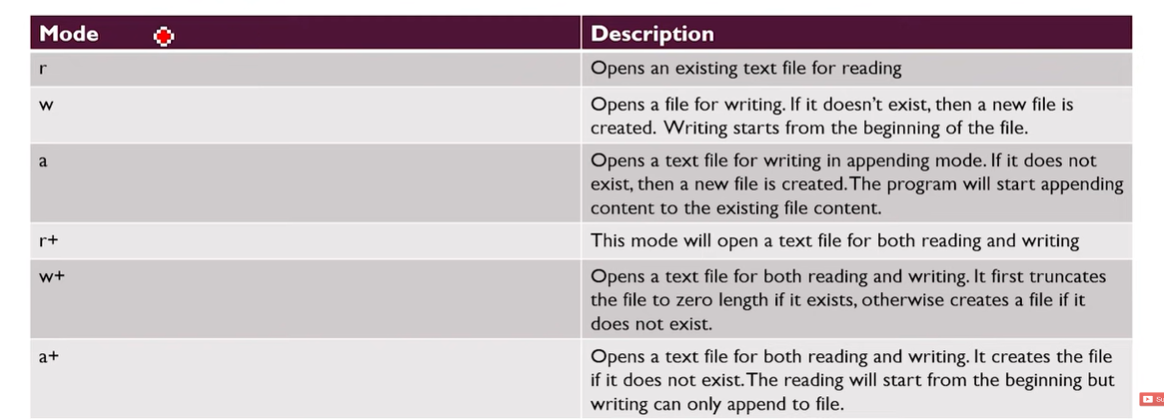 Mode Description
r Opens an existing text file for reading
w Opens a file for writing. If it doesn't exist, then a new file is
created. Writing starts from the beginning of the file.
a Opens a text file for writing in appending mode. If it does not
exist, then a new file is created. The program will start appending
content to the existing file content.
r+ This mode will open a text file for both reading and writing
w+ Opens a text file for both reading and writing. It first truncates
the file to zero length if it exists, otherwise creates a file if it
does not exist.
a+ Opens a text file for both reading and writing. It creates the file
if it does not exist. The reading will start from the beginning but
writing can only append to file.